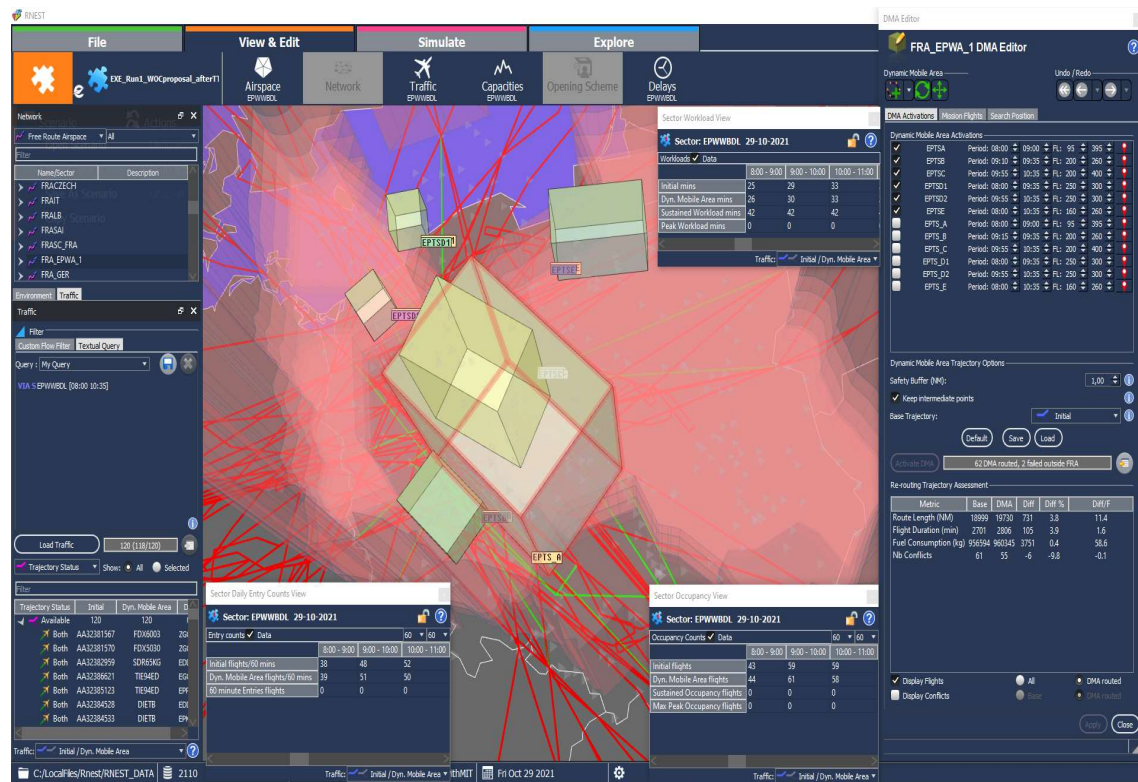 RNEST
File View & Edit Simulate Explore
EXE_Run1_WOCproposal_afterT1
Airspace
EPWWBDL
Network
Traffic
EPWWBDL
Capacities
EPWWBDL
Opening Scheme
Delays
EPWWBDL
Network
Free Route Airspace All
Filter
Name/Sector Description
FRACZECH
FRAIT
FRALB
FRASAI
FRASC_FRA
FRA_EPWA_1
FRA_GER
Environment Traffic
Traffic
Filter
Custom Flow Filter Textual Query
Query : My Query
VIA S EPWWBDL [08:00 10:35]
Load Traffic 120 (118/120)
Trajectory Status Show: All Selected
Filter
Trajectory Status Initial Dyn. Mobile Area
Available 120 120
Both AA32381567 FDX6003
Both AA32381570 FDX5030
Both AA32382959 SDR65KG
Both AA32386621 TIE94ED
Both AA32385123 TIE94ED
Both AA32384528 DIETB
Both AA32384533 DIETB
Traffic: Initial / Dyn. Mobile Area
C:/LocalFiles/Rnest/RNEST_DATA 2110
Fri Oct 29 2021
EPTSD1
EPTS_A
Sector Workload View
Sector: EPWWBDL 29-10-2021
Workloads Data
8:00 - 9:00 9:00 - 10:00 10:00 - 11:00
Initial mins 25 29 33
Dyn. Mobile Area mins 26 30 33
Sustained Workload mins 42 42 42
Peak Workload mins 0 0 0
Traffic: Initial / Dyn. Mobile Area
Sector Daily Entry Counts View
Sector: EPWWBDL 29-10-2021
Entry counts Data 60 60
8:00 - 9:00 9:00 - 10:00 10:00 - 11:00
Initial flights/60 mins 38 48 52
Dyn. Mobile Area flights/60 mins 39 51 50
60 minute Entries flights 0 0 0
Traffic: Initial / Dyn. Mobile Area
Sector Occupancy View
Sector: EPWWBDL 29-10-2021
Occupancy Counts Data 60 60
8:00 - 9:00 9:00 - 10:00 10:00 - 11:00
Initial flights 43 59 59
Dyn. Mobile Area flights 44 61 58
Sustained Occupancy flights 0 0 0
Max Peak Occupancy flights 0 0 0
Traffic: Initial / Dyn. Mobile Area
DMA Editor
FRA_EPWA_1 DMA Editor
Dynamic Mobile Area Undo / Redo
DMA Activations Mission Flights Search Position
Dynamic Mobile Area Activations
EPTSA Period: 08:00 09:00 FL: 95 395
EPTSB Period: 09:10 09:35 FL: 200 260
EPTSC Period: 09:55 10:35 FL: 200 400
EPTSD1 Period: 08:00 09:35 FL: 250 300
EPTSD2 Period: 09:55 10:35 FL: 250 300
EPTSE Period: 08:00 10:35 FL: 160 260
EPTS_A Period: 08:00 09:00 FL: 95 395
EPTS_B Period: 09:15 09:35 FL: 200 260
EPTS_C Period: 09:55 10:35 FL: 200 400
EPTS_D1 Period: 08:00 09:35 FL: 250 300
EPTS_D2 Period: 09:55 10:35 FL: 250 300
EPTS_E Period: 08:00 10:35 FL: 160 260
Dynamic Mobile Area Trajectory Options
Safety Buffer (NM): 1,00
Keep intermediate points
Base Trajectory: Initial
Default Save Load
Activate DMA 62 DMA routed, 2 failed outside FRA
Re-routing Trajectory Assessment
Metric Base DMA Diff Diff % Diff/F
Route Length (NM) 18999 19730 731 3.8 11.4
Flight Duration (min) 2701 2806 105 3.9 1.6
Fuel Consumption (kg) 956594 960345 3751 0.4 58.6
Nb Conflicts 61 55 -6 -9.8 -0.1
Display Flights All DMA routed
Display Conflicts Base DMA routed
Apply Close